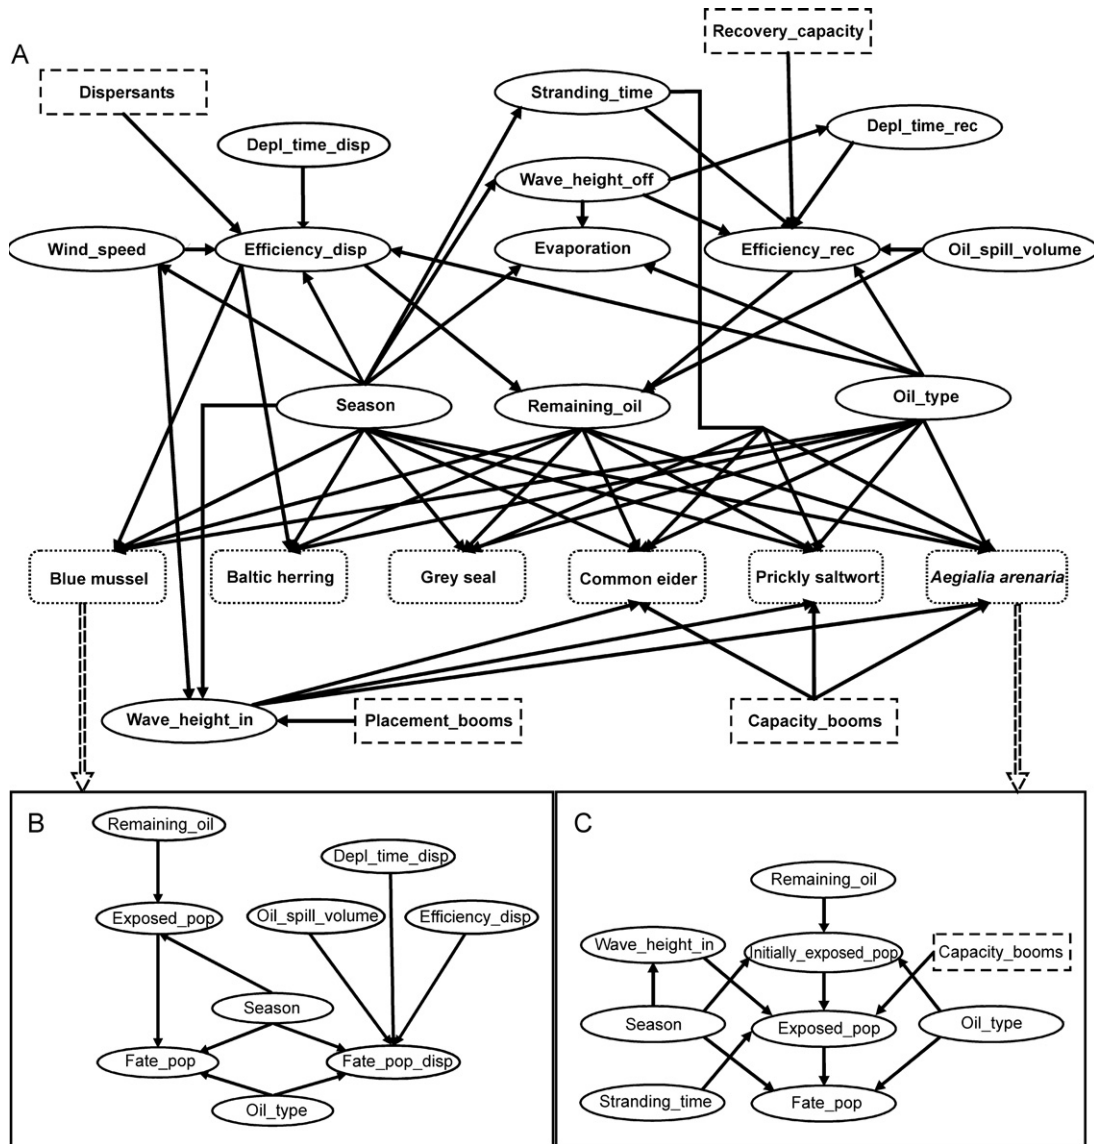 A
Recovery_capacity
Dispersants
Stranding_time
Depl_time_rec
Depl_time_disp
Wave_height_off
Wind_speed
Efficiency_disp
Evaporation
Efficiency_rec
Oil_spill_volume
Season
Remaining_oil
Oil_type
Blue mussel
Baltic herring
Grey seal
Common eider
Prickly saltwort
Aegialia arenaria
Wave_height_in
Placement_booms
Capacity_booms
B
Remaining_oil
Depl_time_disp
Exposed_pop
Oil_spill_volume
Efficiency_disp
Season
Fate_pop
Fate_pop_disp
Oil_type
C
Remaining_oil
Wave_height_in
Initially_exposed_pop
Capacity_booms
Season
Exposed_pop
Oil_type
Stranding_time
Fate_pop